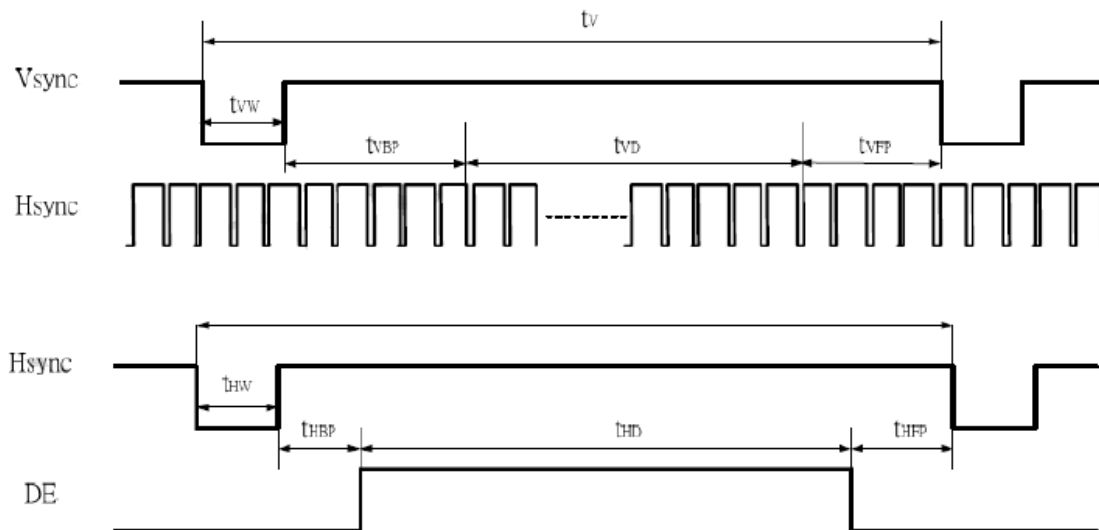 tV
Vsync
tVW
tVBP
tVD
tVFP
Hsync
Hsync
tHW
tHBP
tHD
tHFP
DE